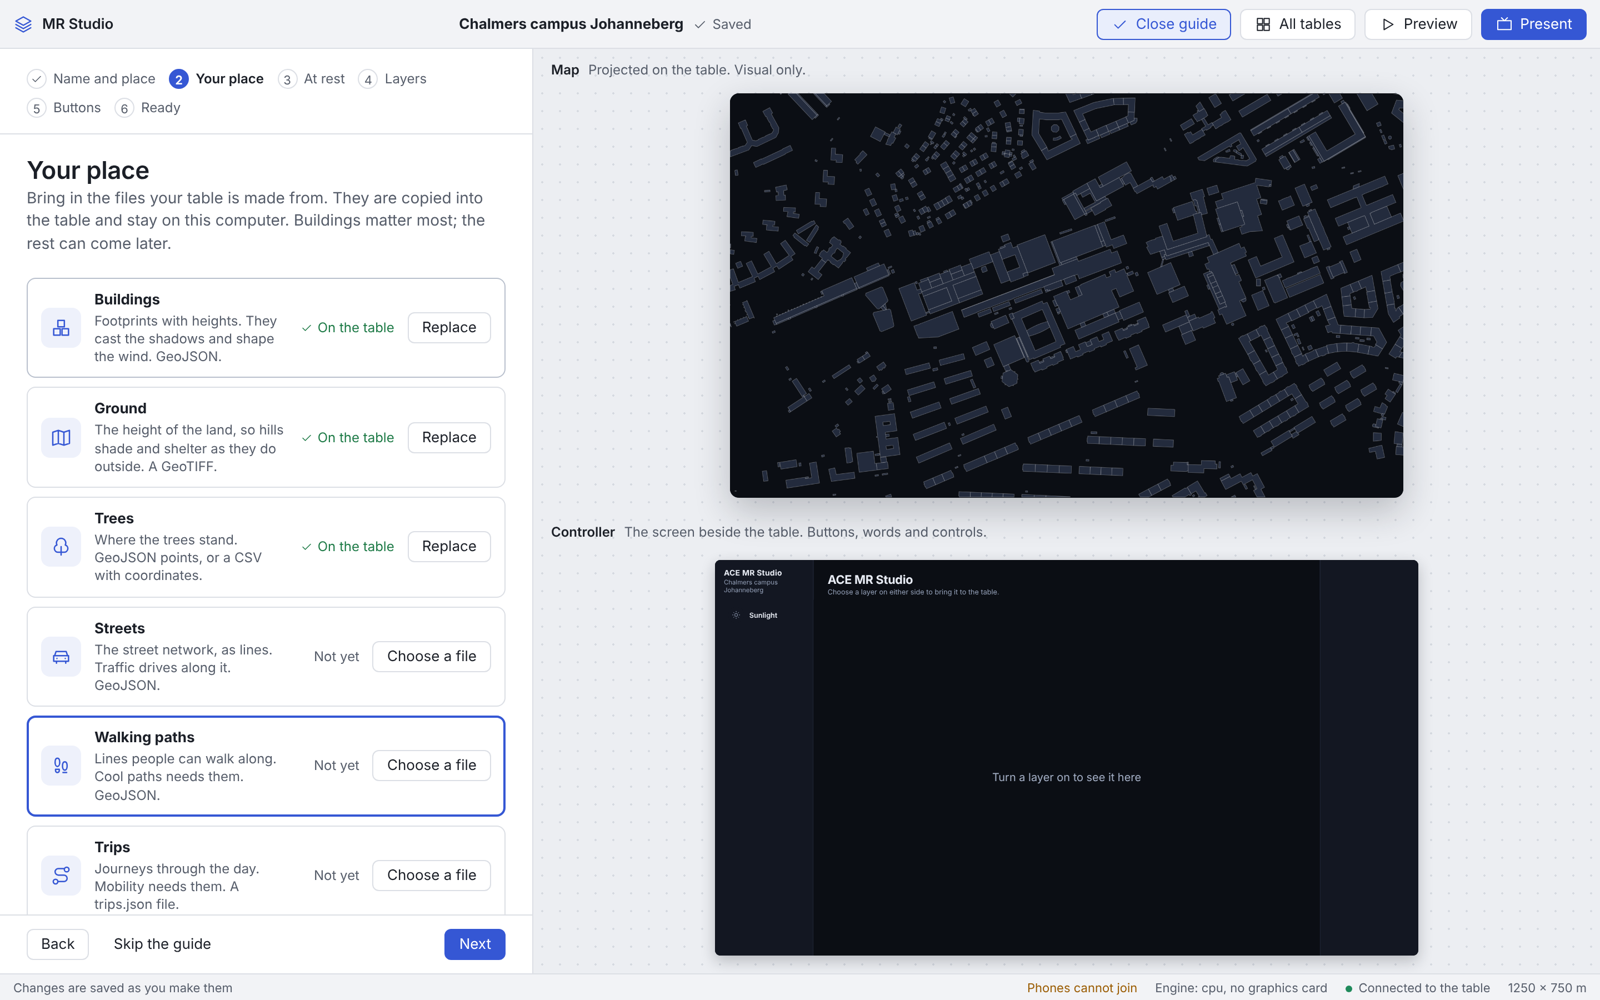 MR Studio
Chalmers campus Johanneberg
Saved
Close guide
All tables
Preview
Present
Name and place
2 Your place
3 At rest
4 Layers
5 Buttons
6 Ready
Your place
Bring in the files your table is made from. They are copied into
the table and stay on this computer. Buildings matter most; the
rest can come later.
Buildings
Footprints with heights. They
cast the shadows and shape
the wind. GeoJSON.
On the table
Replace
Ground
The height of the land, so hills
shade and shelter as they do
outside. A GeoTIFF.
On the table
Replace
Trees
Where the trees stand.
GeoJSON points, or a CSV
with coordinates.
On the table
Replace
Streets
The street network, as lines.
Traffic drives along it.
GeoJSON.
Not yet
Choose a file
Walking paths
Lines people can walk along.
Cool paths needs them.
GeoJSON.
Not yet
Choose a file
Trips
Journeys through the day.
Mobility needs them. A
trips.json file.
Not yet
Choose a file
Back
Skip the guide
Next
Map Projected on the table. Visual only.
Controller The screen beside the table. Buttons, words and controls.
ACE MR Studio
Chalmers campus
Johanneberg
Sunlight
ACE MR Studio
Choose a layer on either side to bring it to the table.
Turn a layer on to see it here
Changes are saved as you make them
Phones cannot join
Engine: cpu, no graphics card
Connected to the table
1250 × 750 m